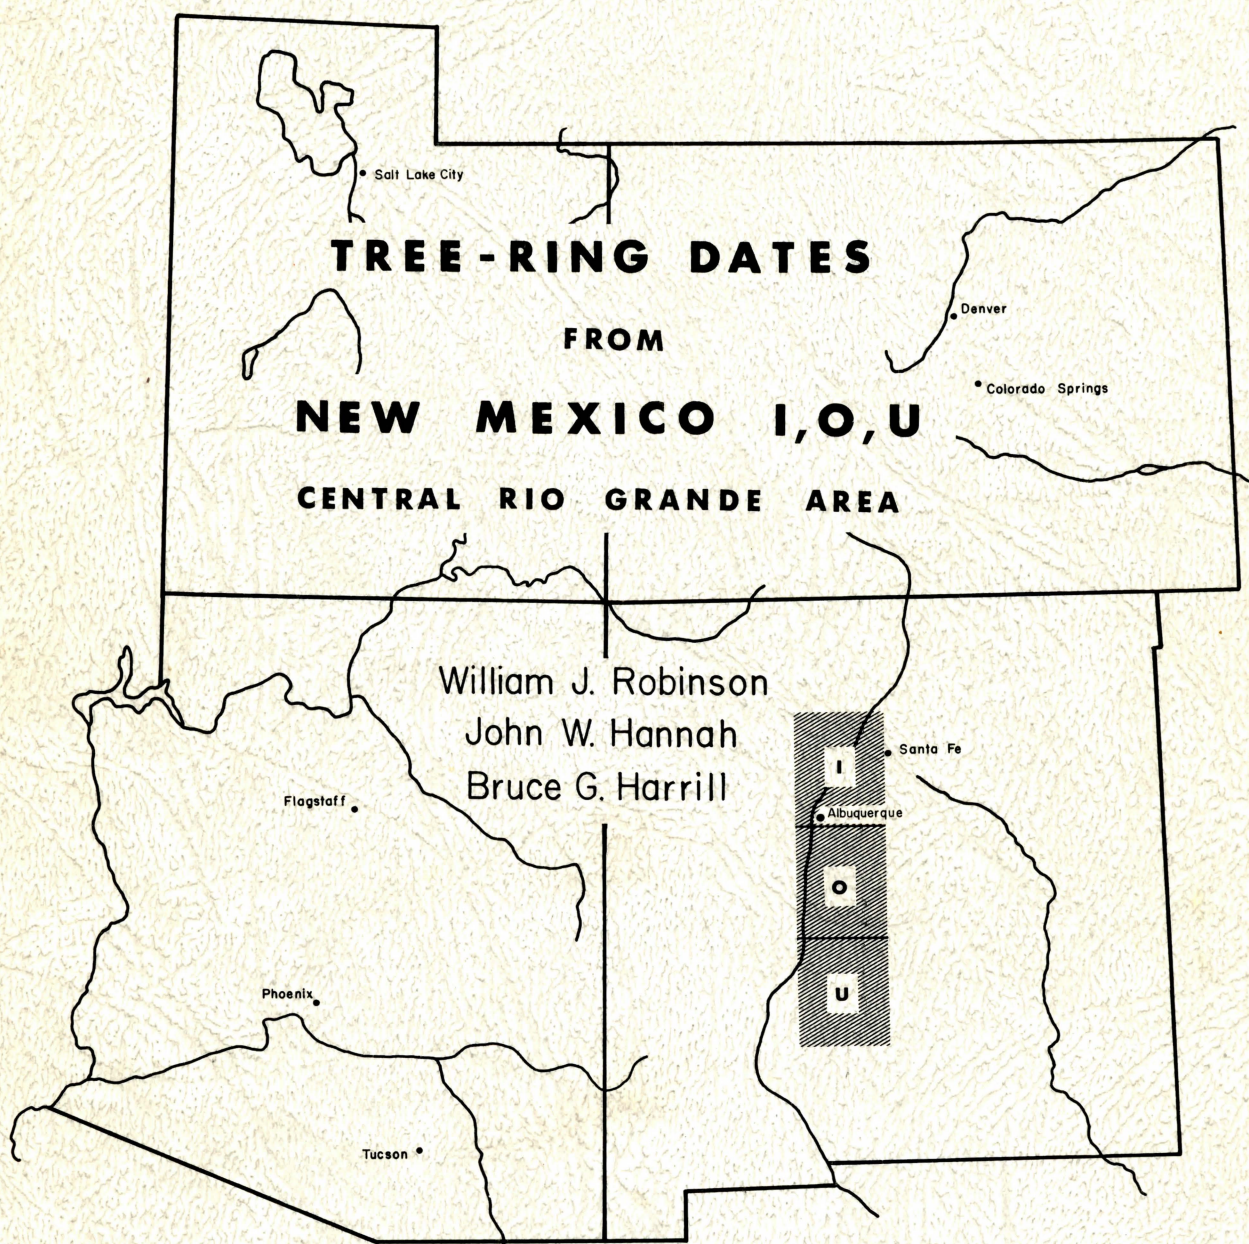 Salt Lake City
TREE-RING DATES
FROM
Denver
Colorado Springs
NEW MEXICO I,O,U
CENTRAL RIO GRANDE AREA
William J. Robinson
John W. Hannah
Bruce G. Harrill
Santa Fe
I
Flagstaff
Albuquerque
O
U
Phoenix
Tucson